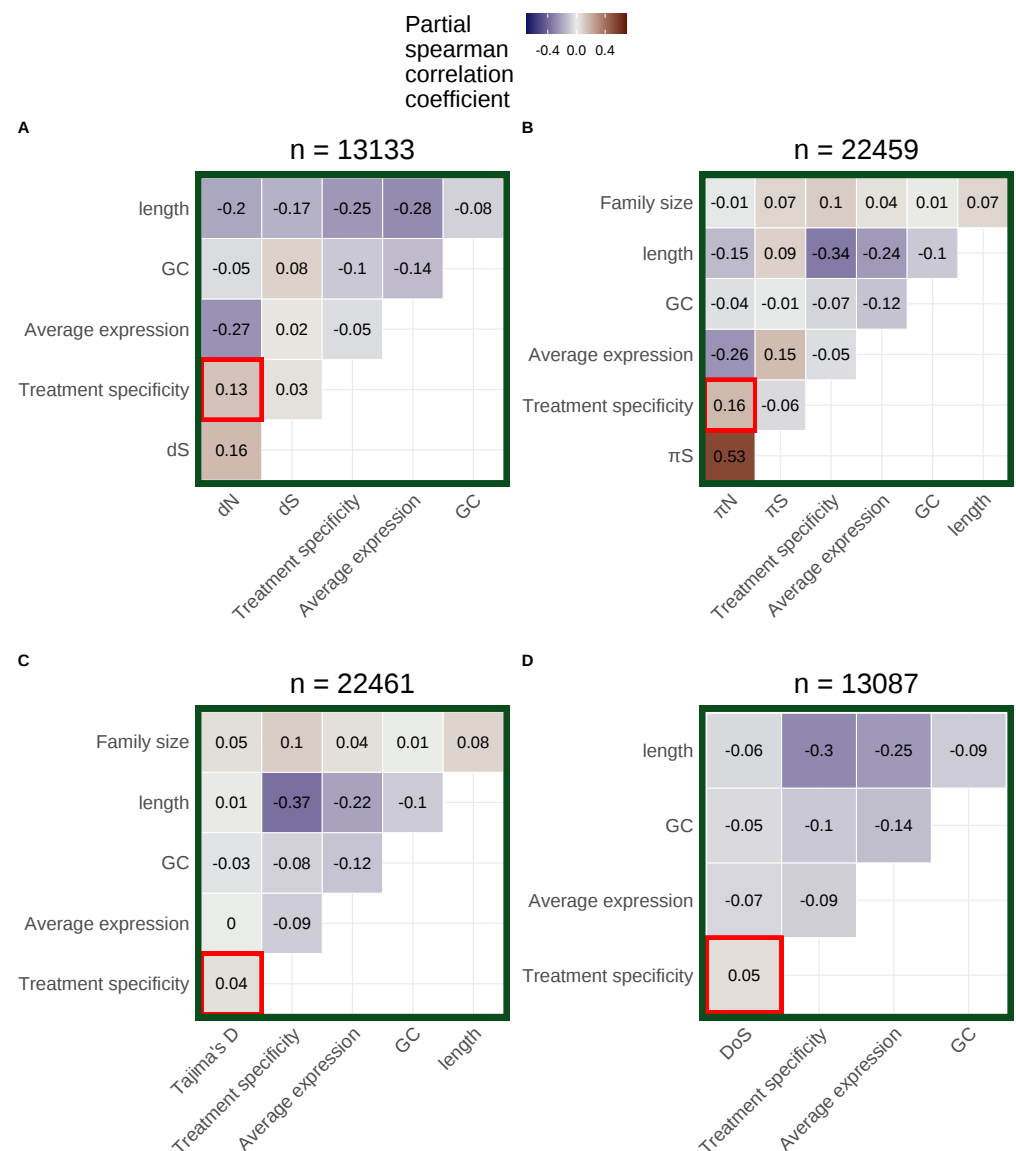 Partial
spearman
correlation
coefficient
-0.4 0.0 0.4
A
n = 13133
length -0.2 -0.17 -0.25 -0.28 -0.08
GC -0.05 0.08 -0.1 -0.14
Average expression -0.27 0.02 -0.05
Treatment specificity 0.13 0.03
dS 0.16
dN dS Treatment specificity Average expression GC
B
n = 22459
Family size -0.01 0.07 0.1 0.04 0.01 0.07
length -0.15 0.09 -0.34 -0.24 -0.1
GC -0.04 -0.01 -0.07 -0.12
Average expression -0.26 0.15 -0.05
Treatment specificity 0.16 -0.06
πS 0.53
πN πS Treatment specificity Average expression GC length
C
n = 22461
Family size 0.05 0.1 0.04 0.01 0.08
length 0.01 -0.37 -0.22 -0.1
GC -0.03 -0.08 -0.12
Average expression 0 -0.09
Treatment specificity 0.04
Tajima's D Treatment specificity Average expression GC length
D
n = 13087
length -0.06 -0.3 -0.25 -0.09
GC -0.05 -0.1 -0.14
Average expression -0.07 -0.09
Treatment specificity 0.05
DoS Treatment specificity Average expression GC